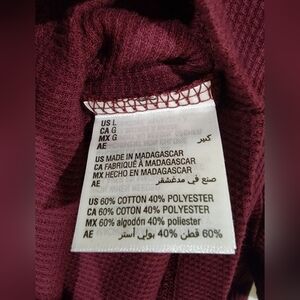 US L
CA G
MX G
AE كبير
US MADE IN MADAGASCAR
CA FABRIQUÉ À MADAGASCAR
MX HECHO EN MADAGASCAR
AE صنع في مدغشقر
US 60% COTTON 40% POLYESTER
CA 60% COTON 40% POLYESTER
MX 60% algodón 40% poliester
AE 60% قطن 40% بولي أستر